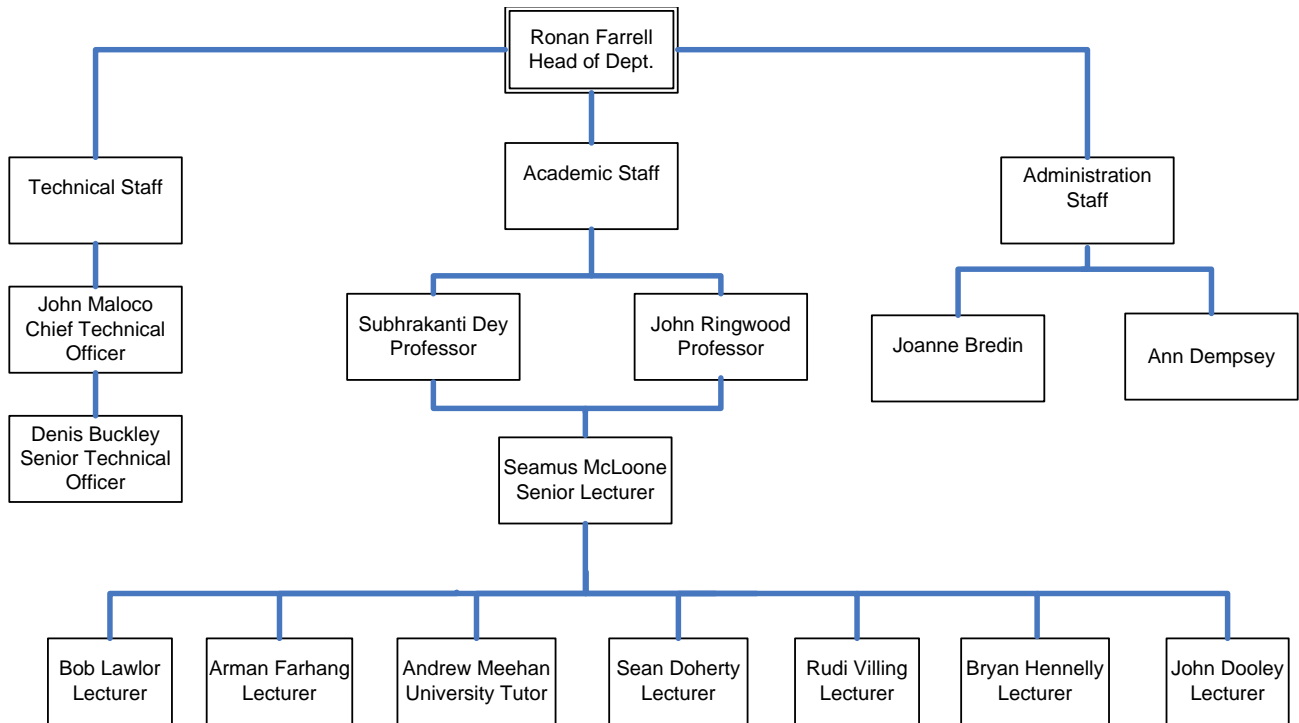 Ronan Farrell
Head of Dept.
Technical Staff
Academic Staff
Administration
Staff
John Maloco
Chief Technical
Officer
Subhrakanti Dey
Professor
John Ringwood
Professor
Joanne Bredin
Ann Dempsey
Denis Buckley
Senior Technical
Officer
Seamus McLoone
Senior Lecturer
Bob Lawlor
Lecturer
Arman Farhang
Lecturer
Andrew Meehan
University Tutor
Sean Doherty
Lecturer
Rudi Villing
Lecturer
Bryan Hennelly
Lecturer
John Dooley
Lecturer